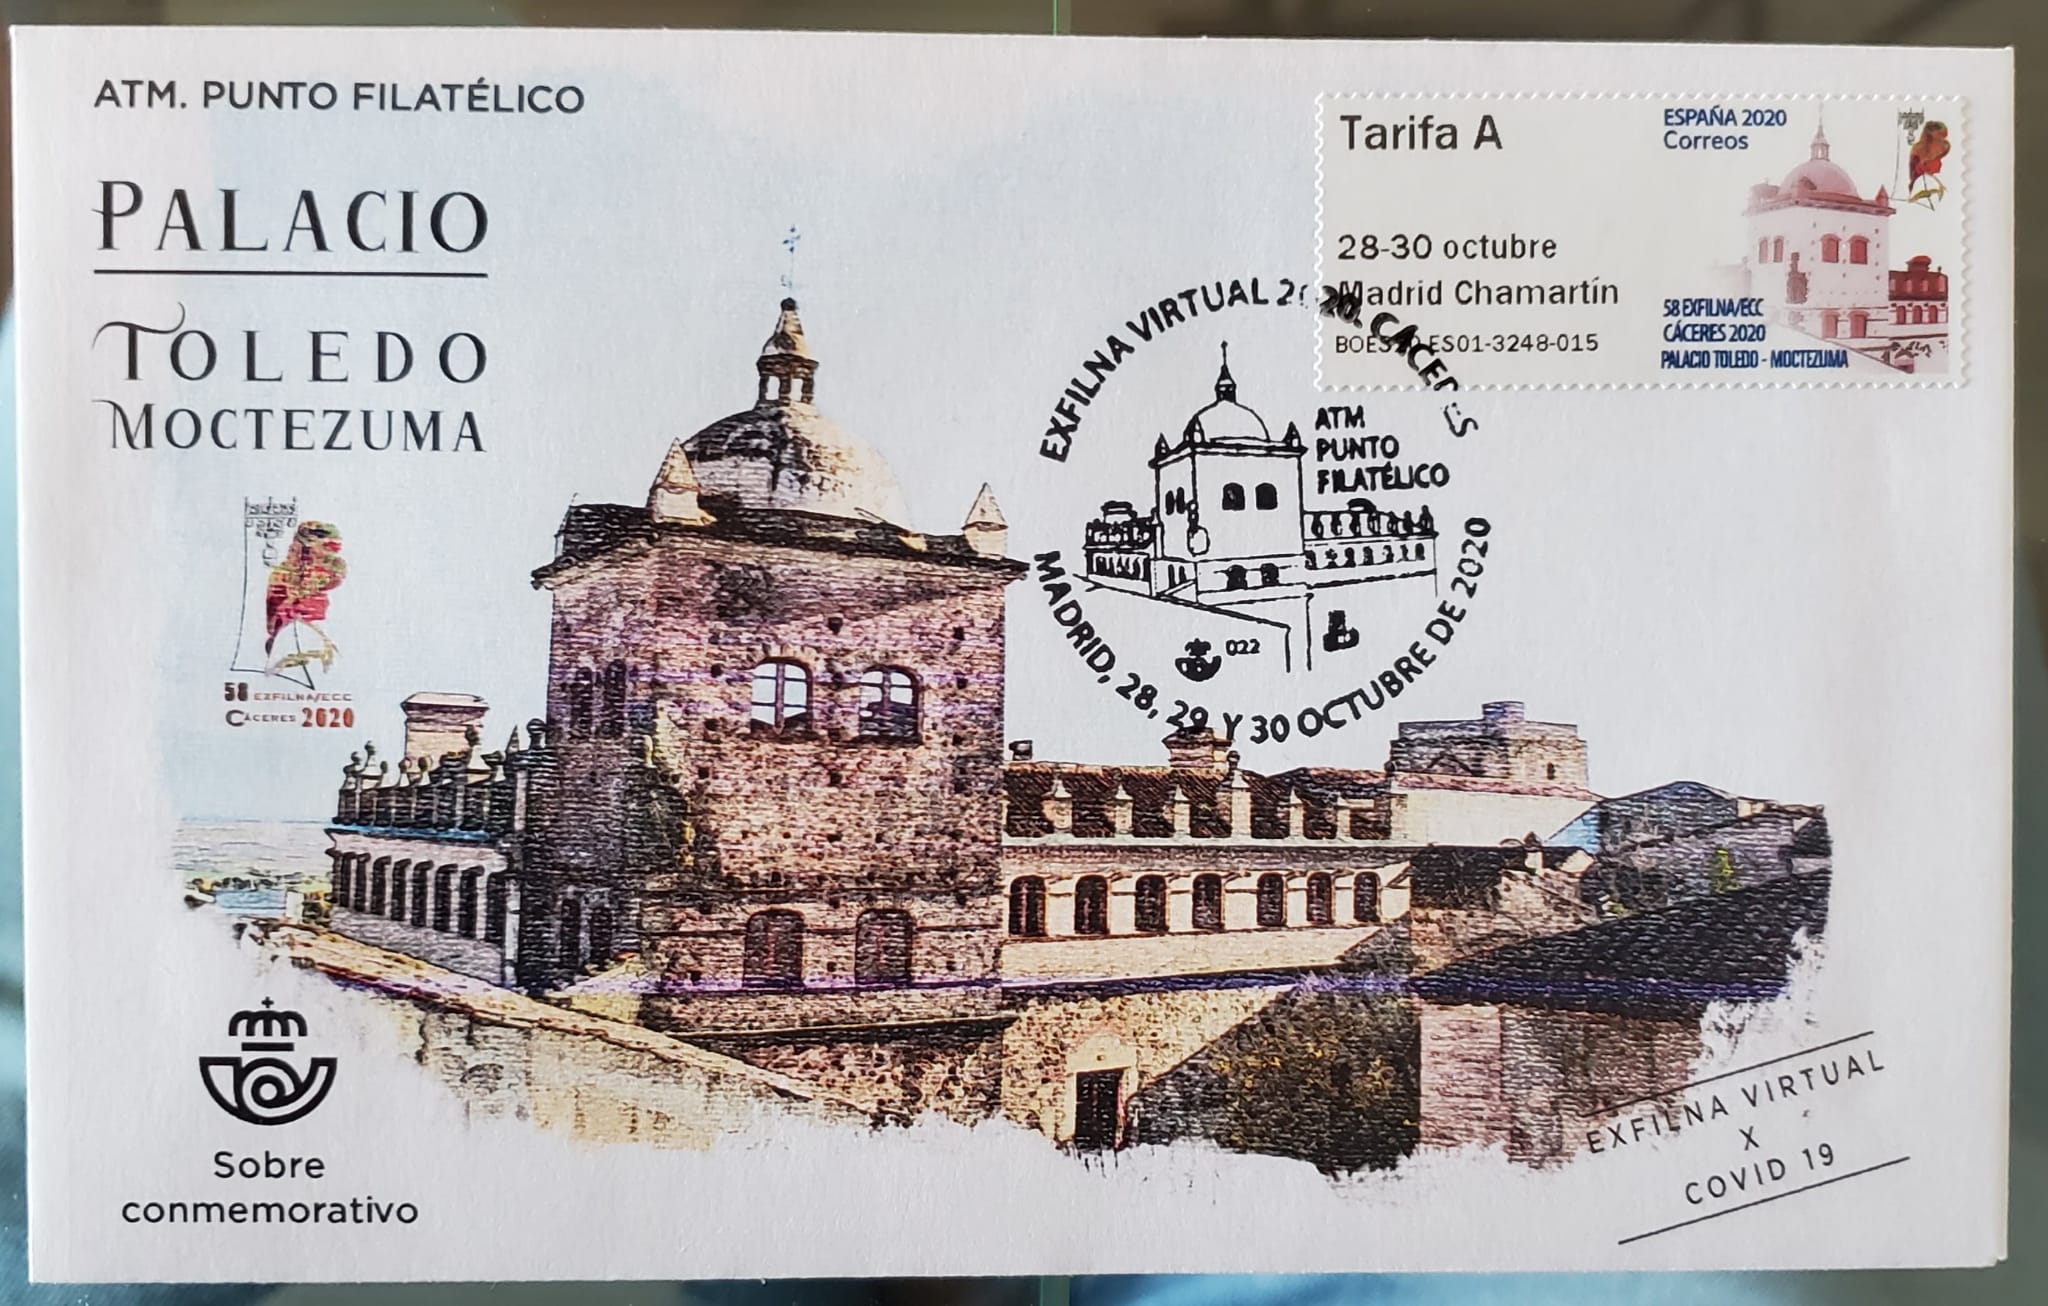 ATM. PUNTO FILATÉLICO
PALACIO
TOLEDO
MOCTEZUMA
58 EXFILNA/ECC
CÁCERES 2020
Sobre
conmemorativo
Tarifa A
28-30 octubre
Madrid Chamartín
ES01-3248-015
ESPAÑA 2020
Correos
58 EXFILNA/ECC
CÁCERES 2020
PALACIO TOLEDO - MOCTEZUMA
EXFILNA VIRTUAL 2020. CÁCERES
ATM
PUNTO
FILATÉLICO
022
MADRID, 28, 29 Y 30 OCTUBRE DE 2020
EXFILNA VIRTUAL
X
COVID 19